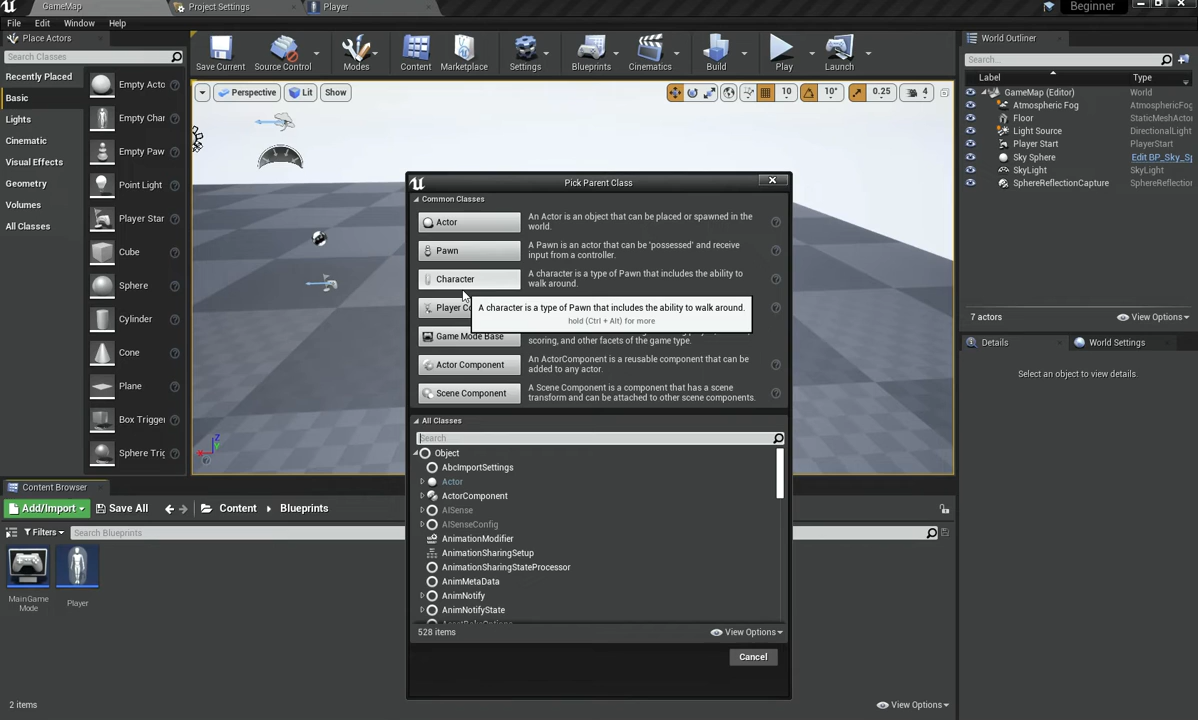 GameMap
Project Settings
Player
Beginner
File Edit Window Help
Place Actors
Search Classes
Recently Placed
Basic
Lights
Cinematic
Visual Effects
Geometry
Volumes
All Classes
Empty Acto
Empty Char
Empty Paw
Point Light
Player Star
Cube
Sphere
Cylinder
Cone
Plane
Box Trigger
Sphere Trig
Save Current
Source Control
Modes
Content
Marketplace
Settings
Blueprints
Cinematics
Build
Play
Launch
Perspective
Lit
Show
10
10°
0.25
4
World Outliner
Search...
Label Type
GameMap (Editor) World
Atmospheric Fog AtmosphericF
Floor StaticMeshActor
Light Source DirectionalLight
Player Start PlayerStart
Sky Sphere Edit BP_Sky_Sp
SkyLight SkyLight
SphereReflectionCapture SphereReflection
7 actors
View Options
Details
World Settings
Select an object to view details.
Pick Parent Class
Common Classes
Actor
An Actor is an object that can be placed or spawned in the
world.
Pawn
A Pawn is an actor that can be 'possessed' and receive
input from a controller.
Character
A character is a type of Pawn that includes the ability to
walk around.
Player Co
A character is a type of Pawn that includes the ability to walk around.
hold (Ctrl + Alt) for more
Game Mode Base
scoring, and other facets of the game type.
Actor Component
An ActorComponent is a reusable component that can be
added to any actor.
Scene Component
A Scene Component is a component that has a scene
transform and can be attached to other scene components.
All Classes
Search
Object
AbcImportSettings
Actor
ActorComponent
AISense
AISenseConfig
AnimationModifier
AnimationSharingSetup
AnimationSharingStateProcessor
AnimMetaData
AnimNotify
AnimNotifyState
528 items
View Options
Cancel
Content Browser
Add/Import
Save All
Content
Blueprints
Filters
Search Blueprints
MainGame
Mode
Player
2 items
View Options
X
Y
Z